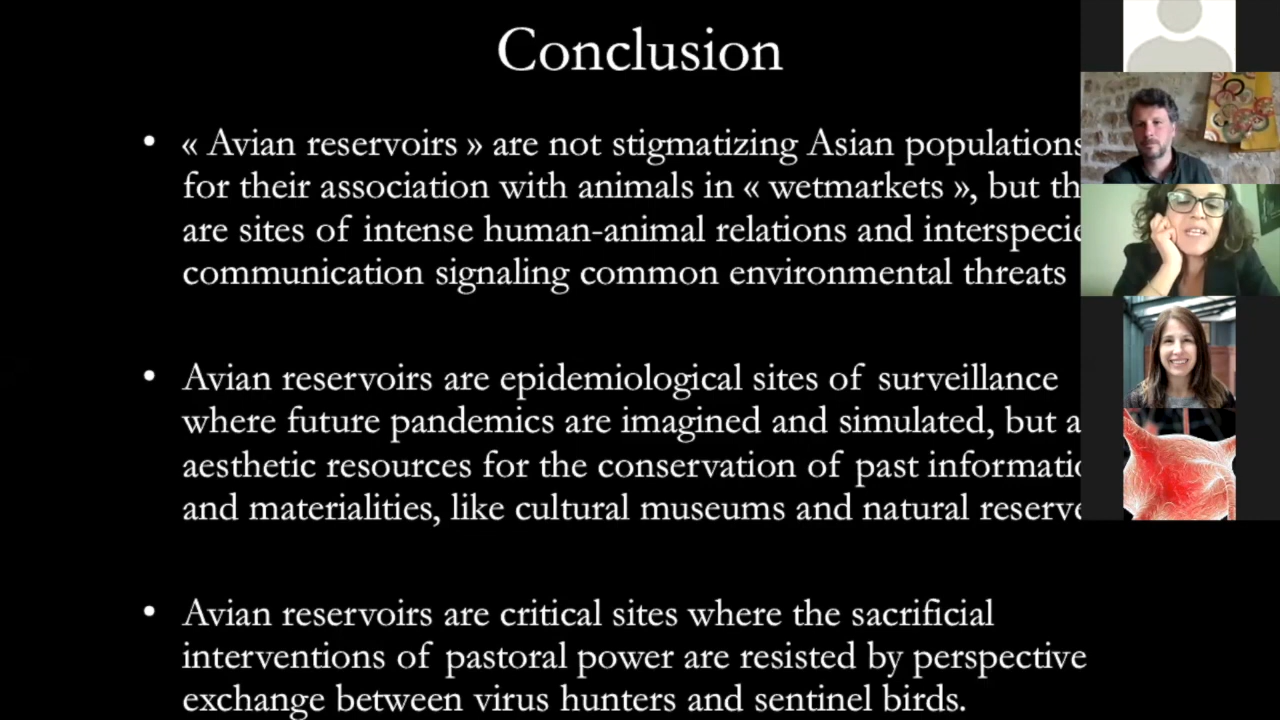 Conclusion
• « Avian reservoirs » are not stigmatizing Asian populations
for their association with animals in « wetmarkets », but
are sites of intense human-animal relations and
communication signaling common environmental threats
• Avian reservoirs are epidemiological sites of surveillance
where future pandemics are imagined and simulated, but
aesthetic resources for the conservation of past
and materialities, like cultural museums and natural
• Avian reservoirs are critical sites where the sacrificial
interventions of pastoral power are resisted by perspective
exchange between virus hunters and sentinel birds.